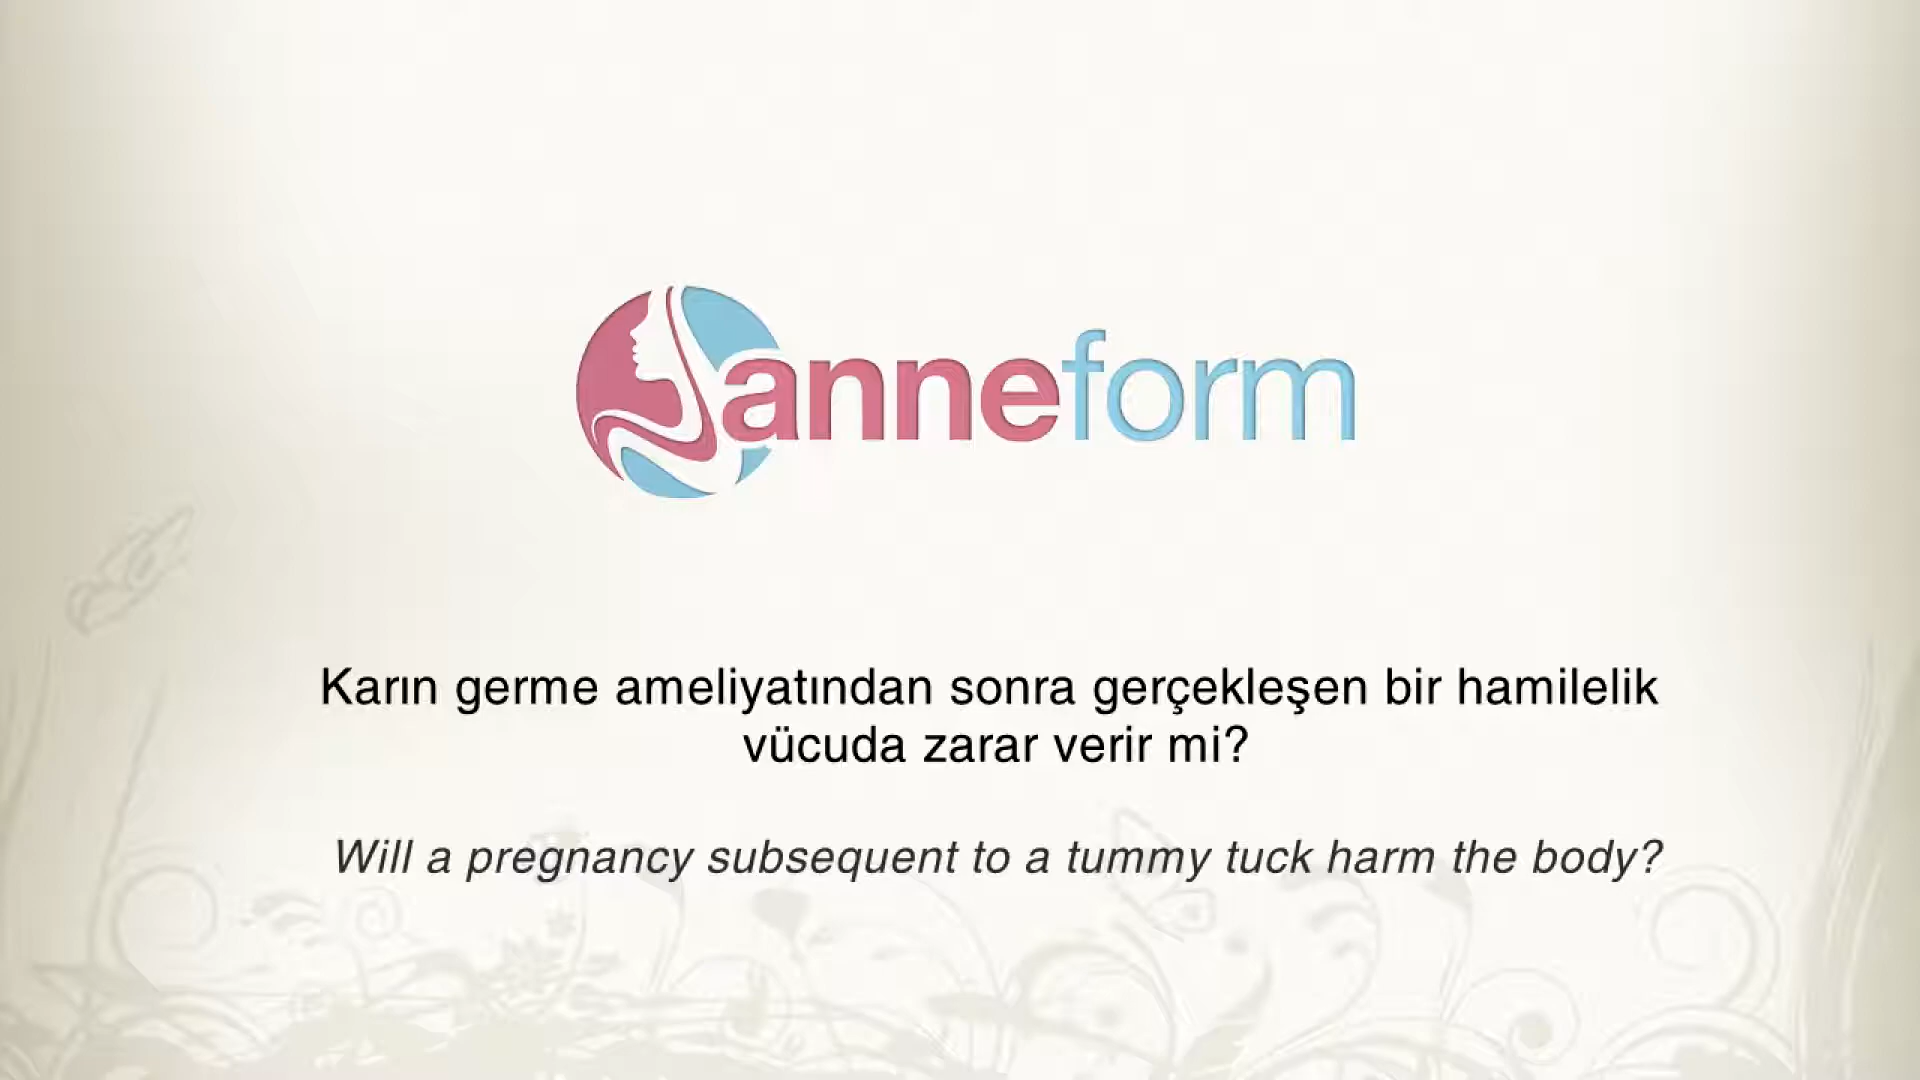 anneform
Karın germe ameliyatından sonra gerçekleşen bir hamilelik
vücuda zarar verir mi?
Will a pregnancy subsequent to a tummy tuck harm the body?